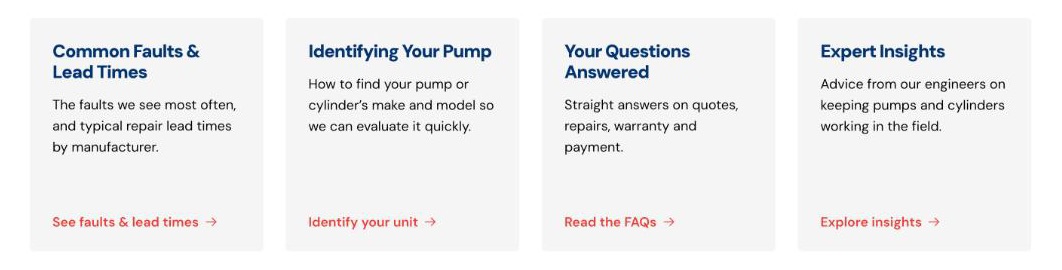 Common Faults &
Lead Times
The faults we see most often,
and typical repair lead times
by manufacturer.
See faults & lead times →
Identifying Your Pump
How to find your pump or
cylinder's make and model so
we can evaluate it quickly.
Identify your unit →
Your Questions
Answered
Straight answers on quotes,
repairs, warranty and
payment.
Read the FAQs →
Expert Insights
Advice from our engineers on
keeping pumps and cylinders
working in the field.
Explore insights →